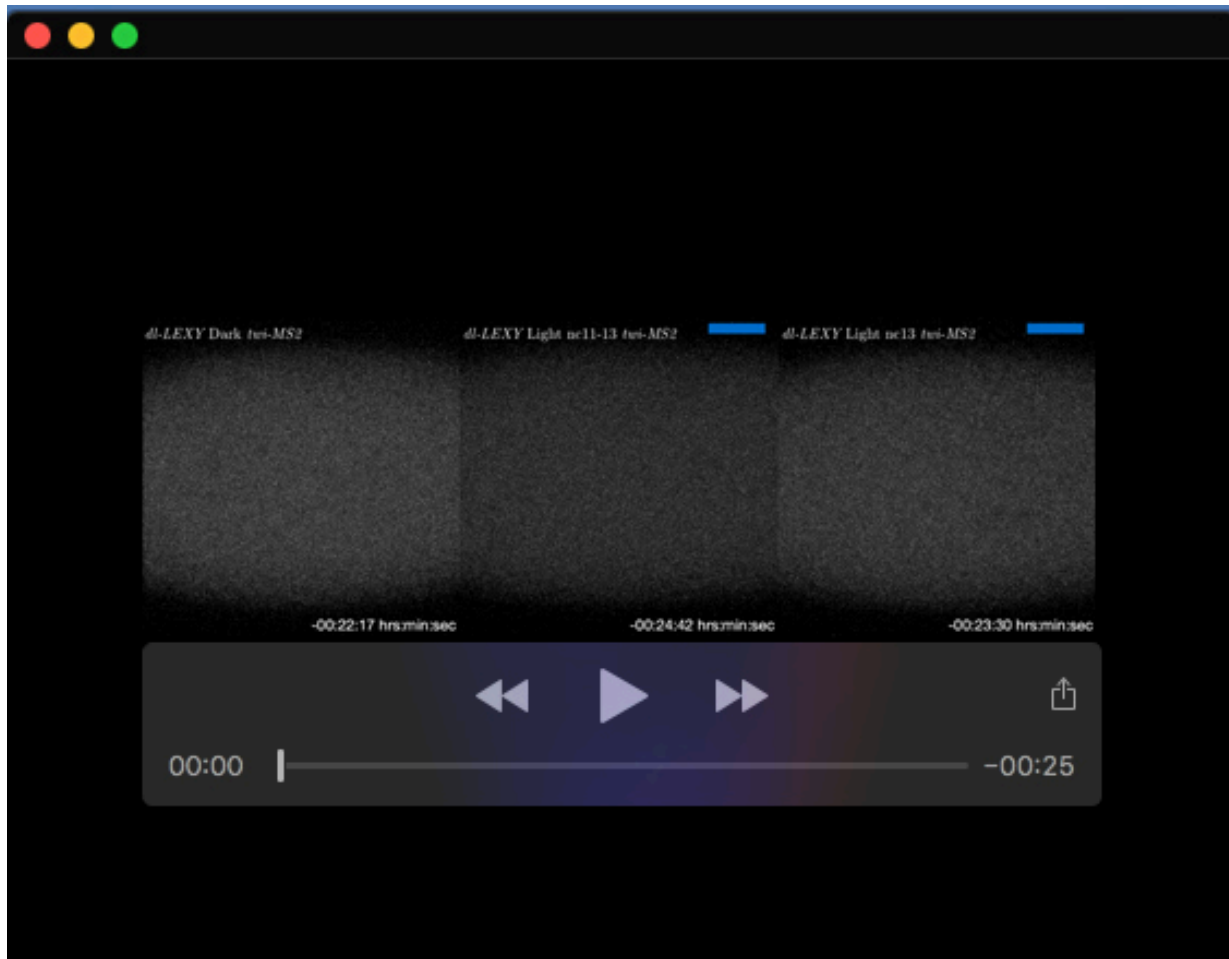 dl-LEXY Dark twi-MS2
dl-LEXY Light nc11-13 twi-MS2
dl-LEXY Light nc13 twi-MS2
-00:22:17 hrs:min:sec
-00:24:42 hrs:min:sec
-00:23:30 hrs:min:sec
00:00
-00:25